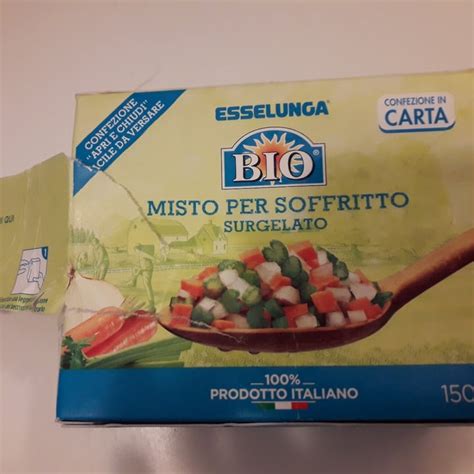 CONFEZIONE
"APRI E CHIUDI"
FACILE DA VERSARE
ESSELUNGA®
CONFEZIONE IN
CARTA
BIO®
MISTO PER SOFFRITTO
SURGELATO
QUI
100%
PRODOTTO ITALIANO
150